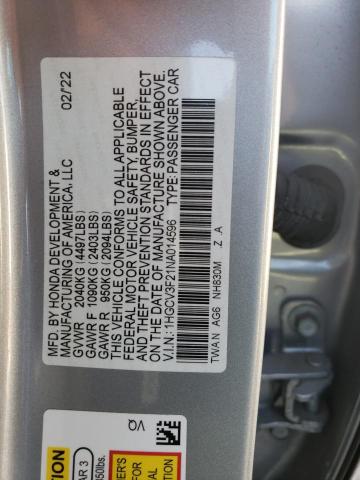 MFD. BY HONDA DEVELOPMENT &
MANUFACTURING OF AMERICA, LLC 02/'22
GVWR 2040KG (4497LBS)
GAWR F 1090KG (2403LBS)
GAWR R 950KG (2094LBS)
THIS VEHICLE CONFORMS TO ALL APPLICABLE
FEDERAL MOTOR VEHICLE SAFETY, BUMPER,
AND THEFT PREVENTION STANDARDS IN EFFECT
ON THE DATE OF MANUFACTURE SHOWN ABOVE.
V.I.N.: 1HGCV3F21NA014596 TYPE: PASSENGER CAR
TWAN AG6 NH830M Z A
VQ